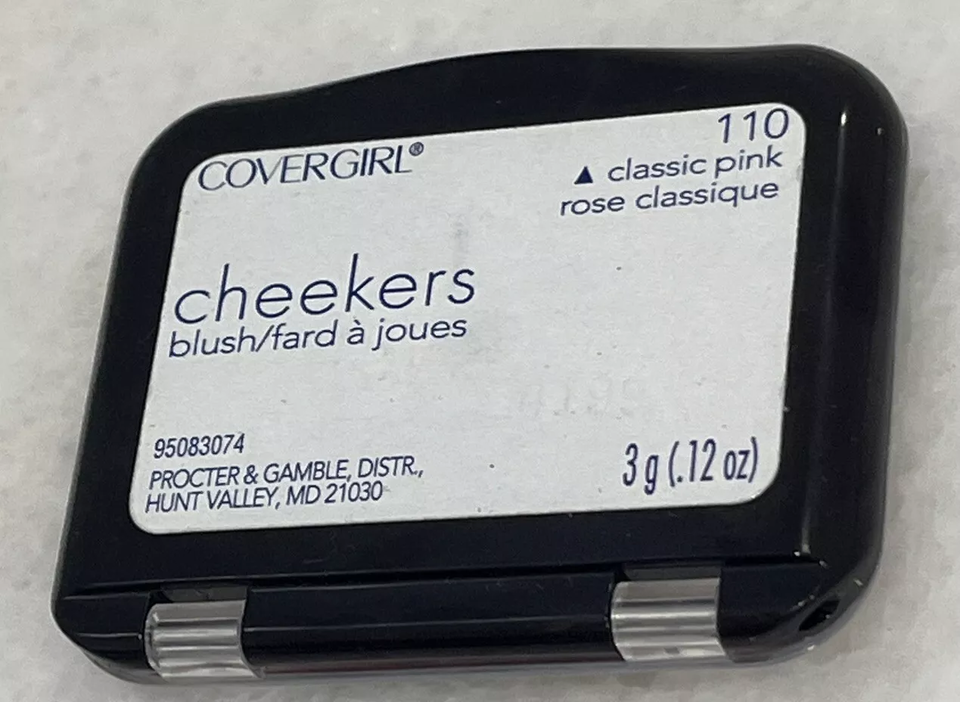 COVERGIRL®
110
▲ classic pink
rose classique
cheekers
blush/fard à joues
95083074
PROCTER & GAMBLE, DISTR.,
HUNT VALLEY, MD 21030
3 g (.12 oz)